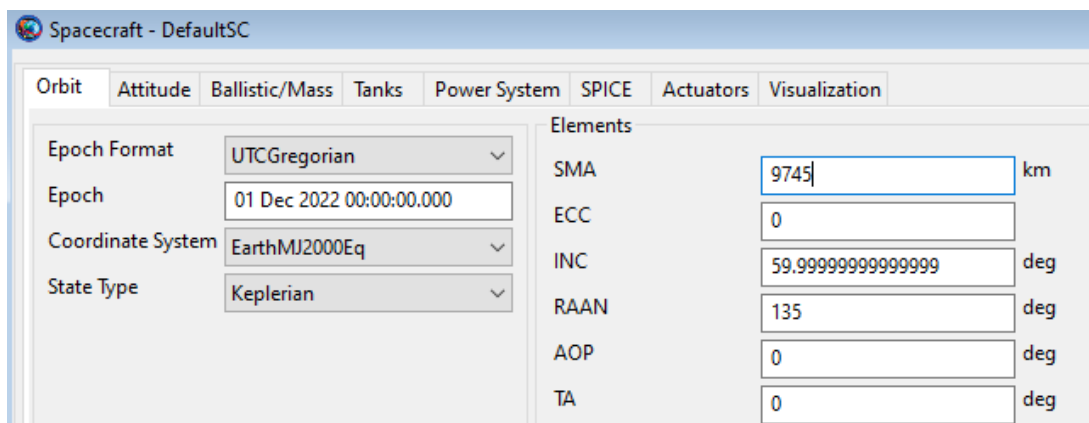 Spacecraft - DefaultSC
Orbit Attitude Ballistic/Mass Tanks Power System SPICE Actuators Visualization
Epoch Format UTCGregorian
Epoch 01 Dec 2022 00:00:00.000
Coordinate System EarthMJ2000Eq
State Type Keplerian
Elements
SMA 9745 km
ECC 0
INC 59.99999999999999 deg
RAAN 135 deg
AOP 0 deg
TA 0 deg